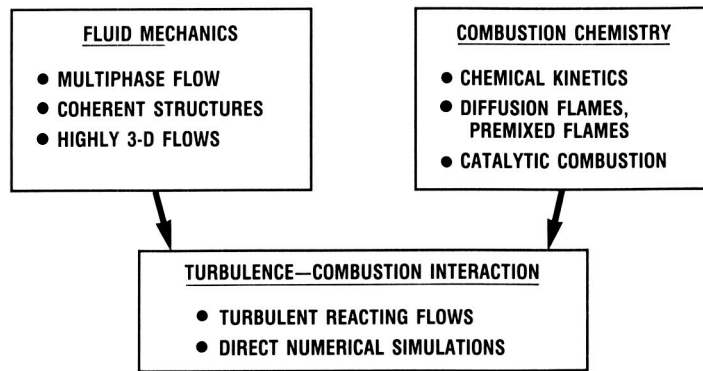 FLUID MECHANICS
● MULTIPHASE FLOW
● COHERENT STRUCTURES
● HIGHLY 3-D FLOWS
COMBUSTION CHEMISTRY
● CHEMICAL KINETICS
● DIFFUSION FLAMES,
PREMIXED FLAMES
● CATALYTIC COMBUSTION
TURBULENCE—COMBUSTION INTERACTION
● TURBULENT REACTING FLOWS
● DIRECT NUMERICAL SIMULATIONS